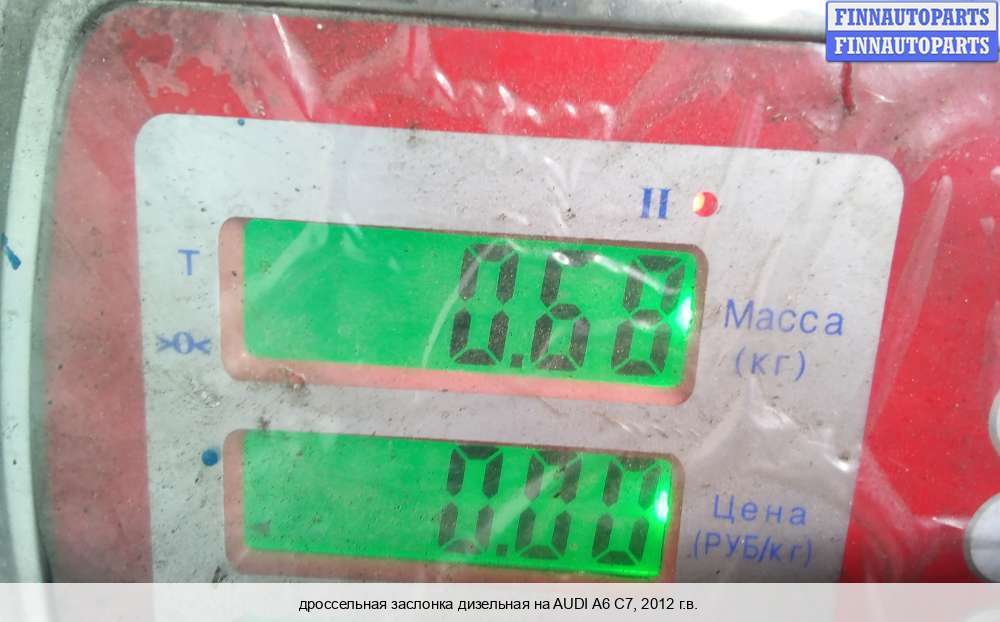 FINNAUTOPARTS
FINNAUTOPARTS
II
T
0.68
Масса
(кг)
>0<
0.00
Цена
(РУБ/кг)
дроссельная заслонка дизельная на AUDI A6 C7, 2012 г.в.